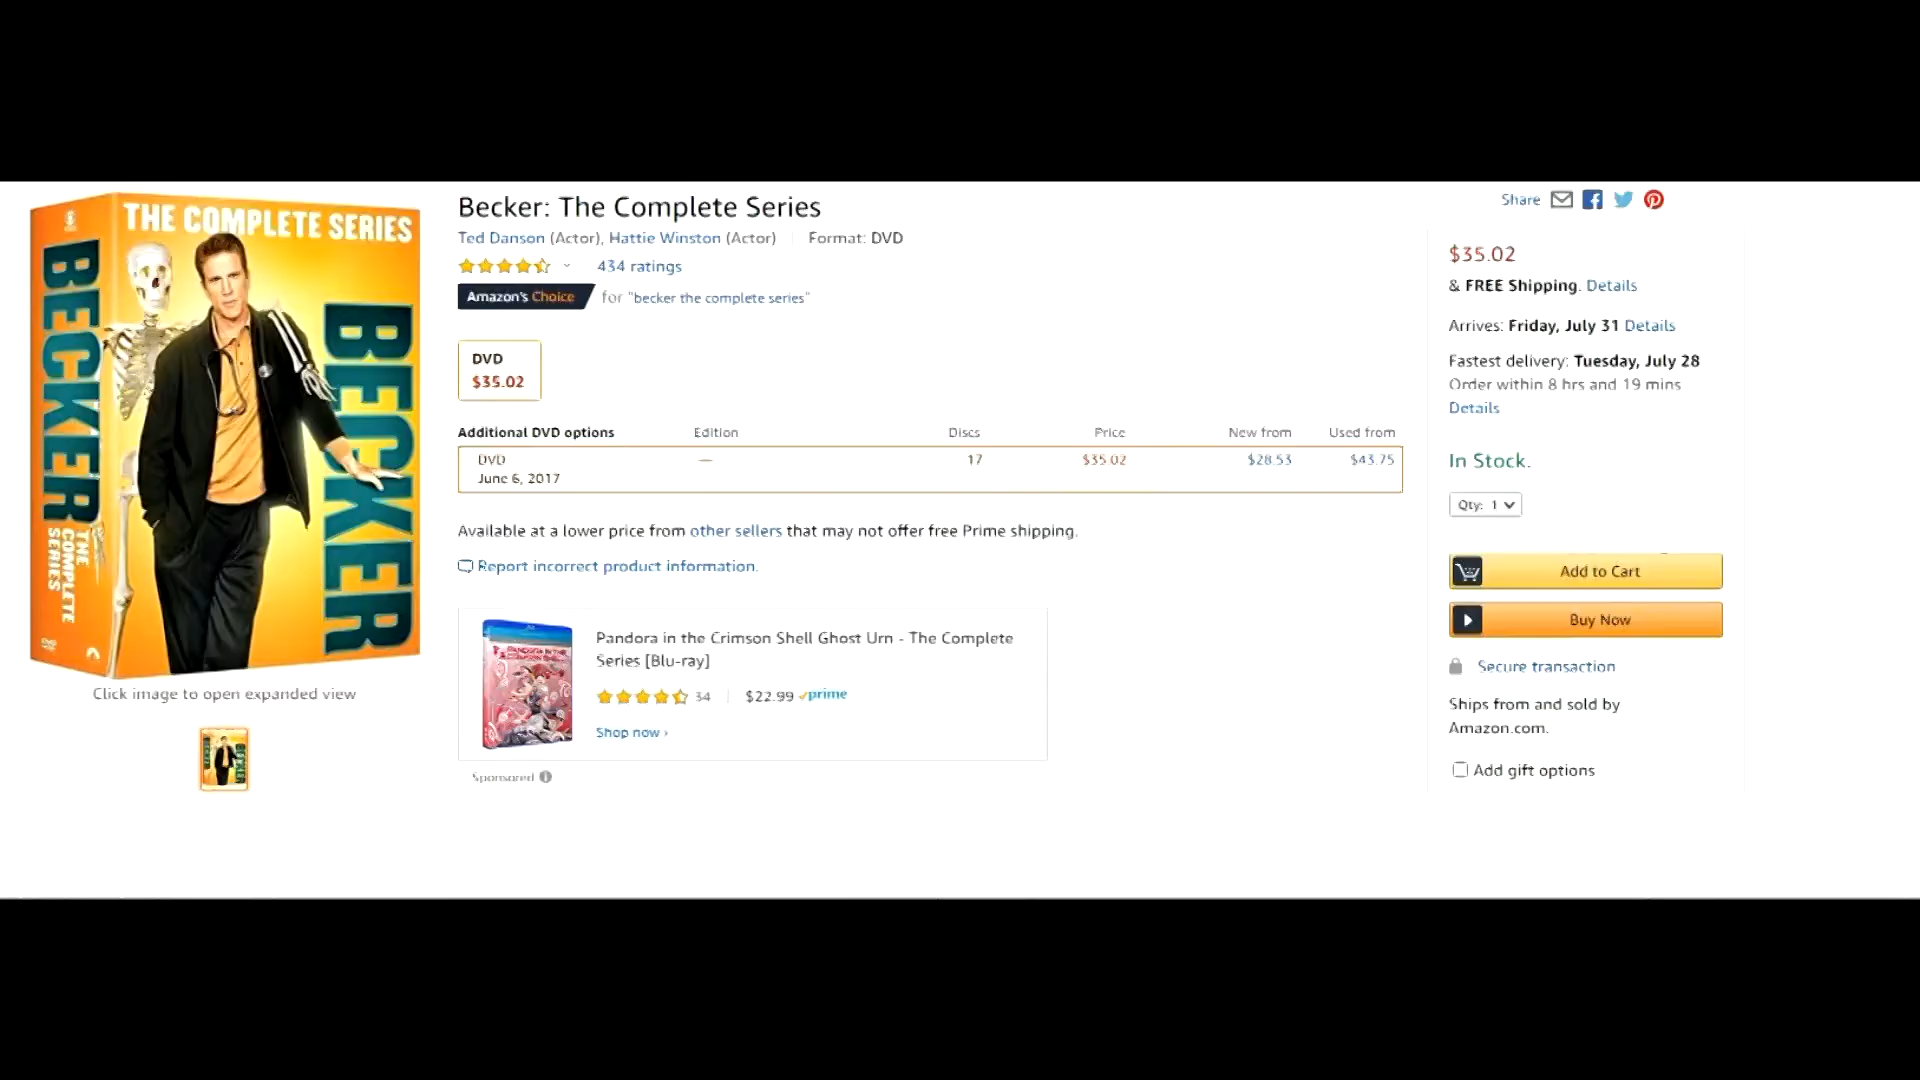 THE COMPLETE SERIES
BECKER
BECKER
THE COMPLETE SERIES
Click image to open expanded view
Becker: The Complete Series
Ted Danson (Actor), Hattie Winston (Actor) Format: DVD
434 ratings
Amazon's Choice for "becker the complete series"
DVD
$35.02
Additional DVD options Edition Discs Price New from Used from
DVD — 17 $35.02 $28.53 $43.75
June 6, 2017
Available at a lower price from other sellers that may not offer free Prime shipping.
Report incorrect product information.
Pandora in the Crimson Shell Ghost Urn - The Complete
Series [Blu-ray]
34 $22.99 prime
Shop now ›
Sponsored
Share
$35.02
& FREE Shipping. Details
Arrives: Friday, July 31 Details
Fastest delivery: Tuesday, July 28
Order within 8 hrs and 19 mins
Details
In Stock.
Qty: 1
Add to Cart
Buy Now
Secure transaction
Ships from and sold by
Amazon.com.
Add gift options